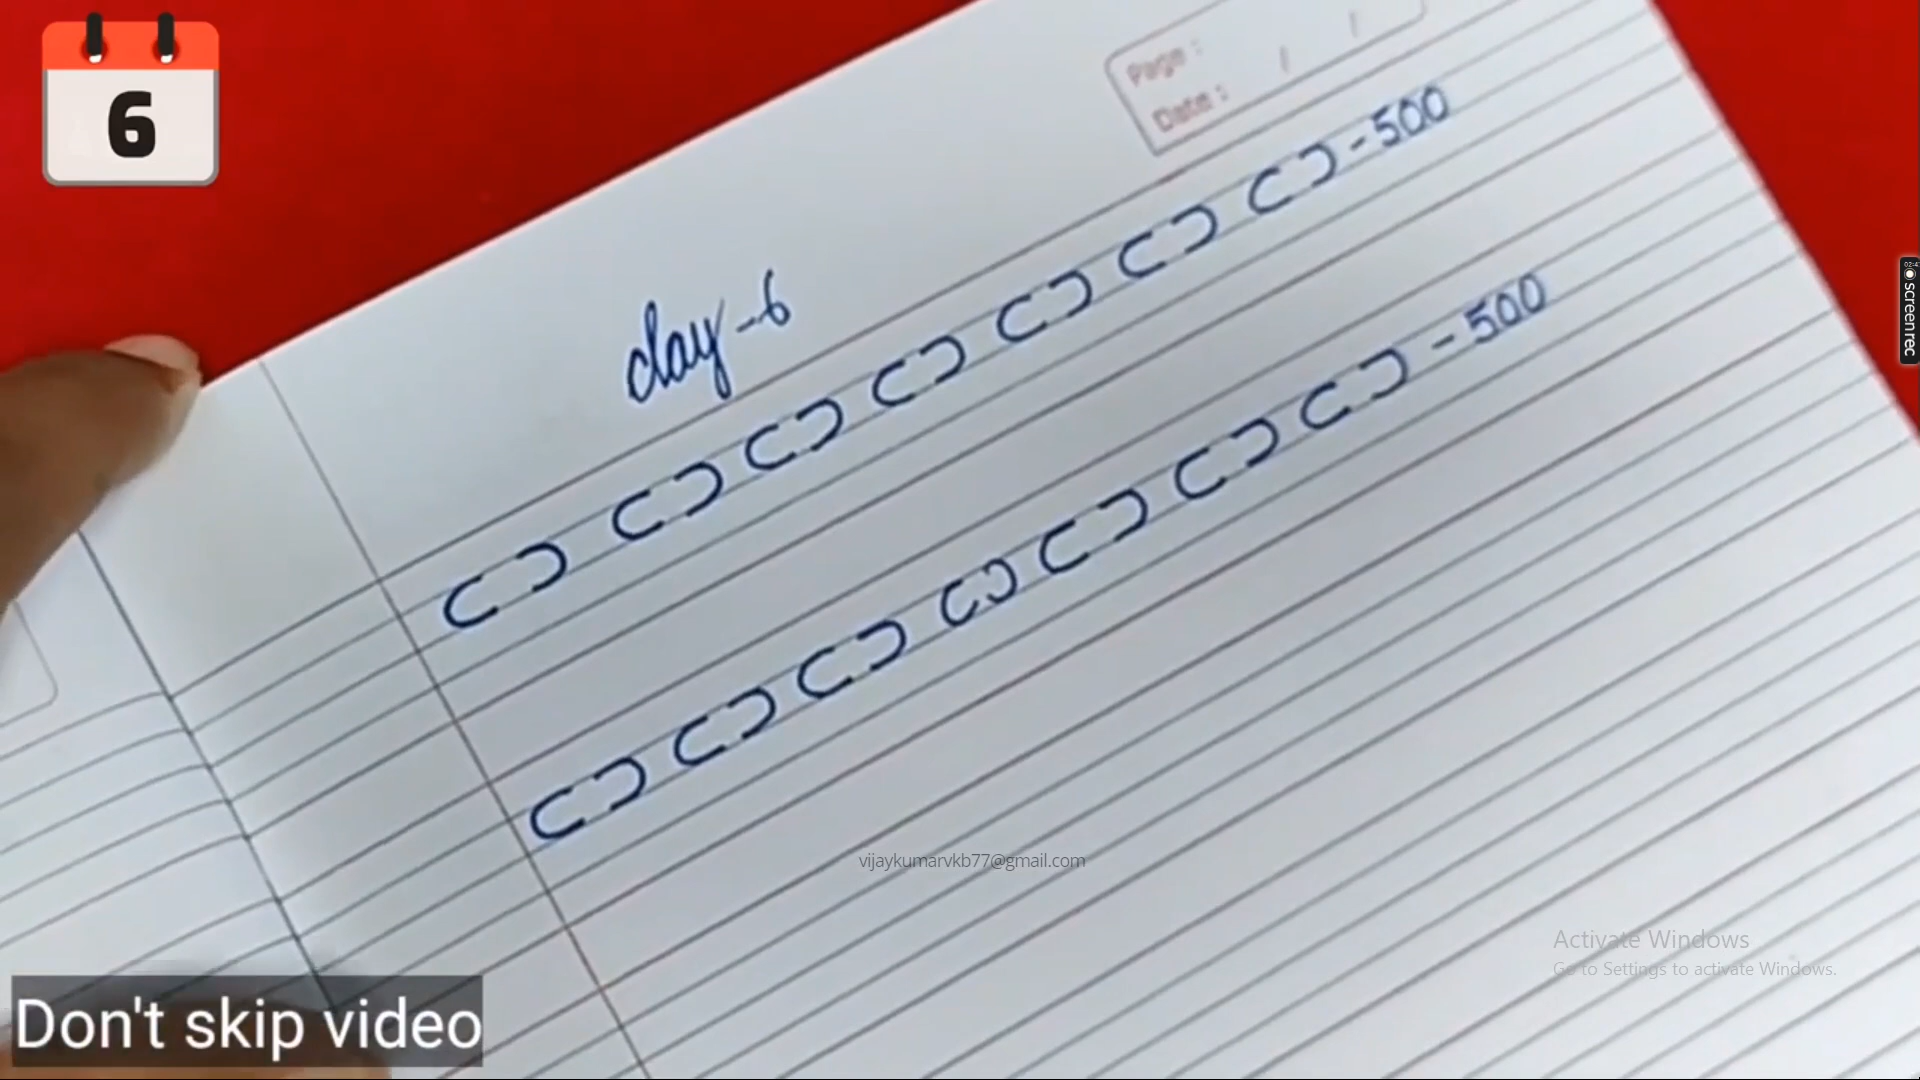 6
Page :
Date : / /
day-6
⊂ ⊃ ⊂ ⊃ ⊂ ⊃ ⊂ ⊃ ⊂ ⊃ ⊂ ⊃ ⊂ ⊃ - 500
⊂ ⊃ ⊂ ⊃ ⊂ ⊃ ⊂ ⊃ ⊂ ⊃ ⊂ ⊃ ⊂ ⊃ - 500
vijaykumarvkb77@gmail.com
Activate Windows
Go to Settings to activate Windows.
Don't skip video
screenrec